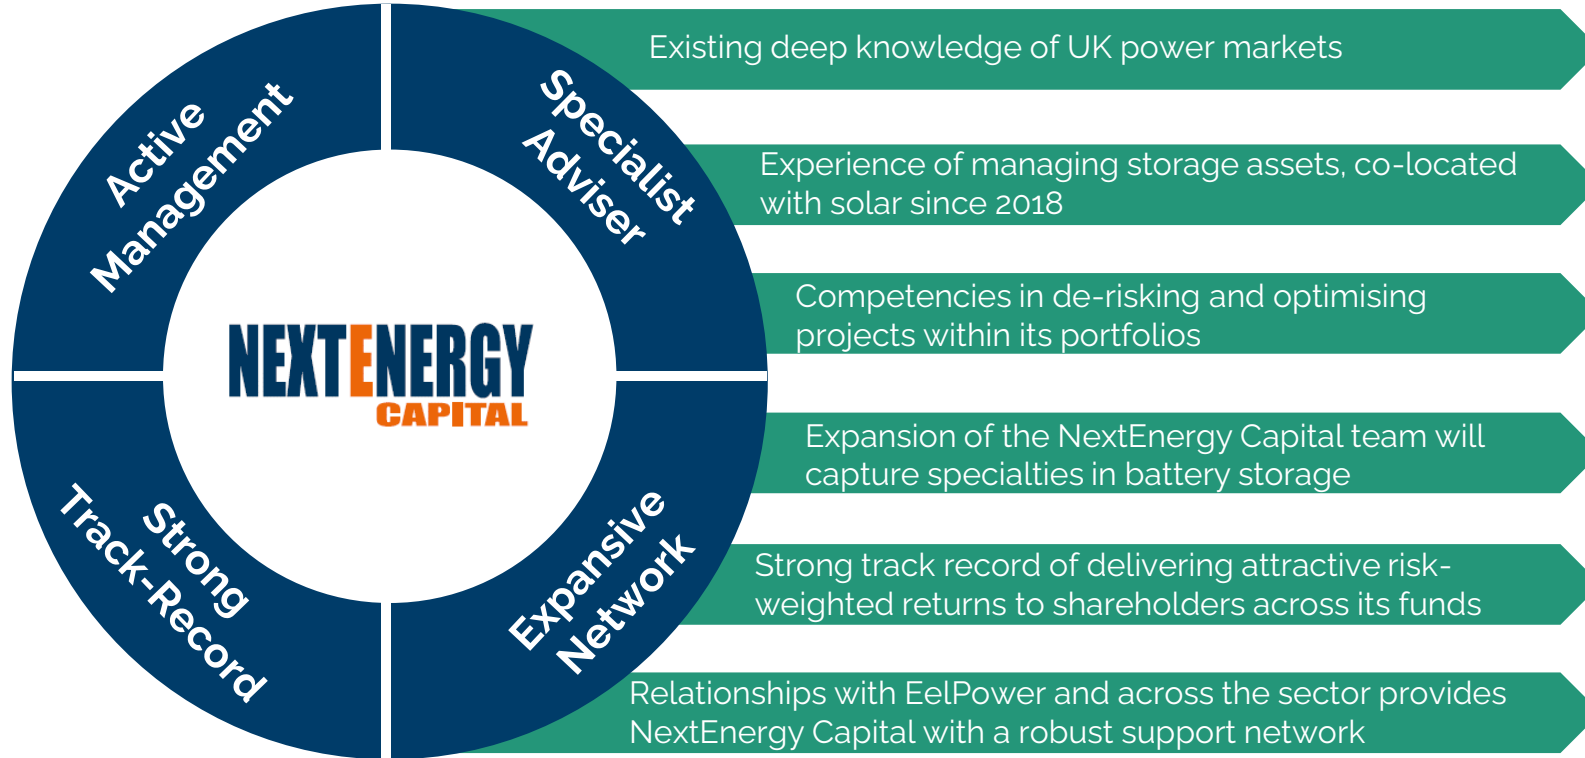 Active
Management
Specialist
Adviser
Strong
Track-Record
Expansive
Network
NEXTENERGY
CAPITAL
Existing deep knowledge of UK power markets
Experience of managing storage assets, co-located
with solar since 2018
Competencies in de-risking and optimising
projects within its portfolios
Expansion of the NextEnergy Capital team will
capture specialties in battery storage
Strong track record of delivering attractive risk-
weighted returns to shareholders across its funds
Relationships with EelPower and across the sector provides
NextEnergy Capital with a robust support network